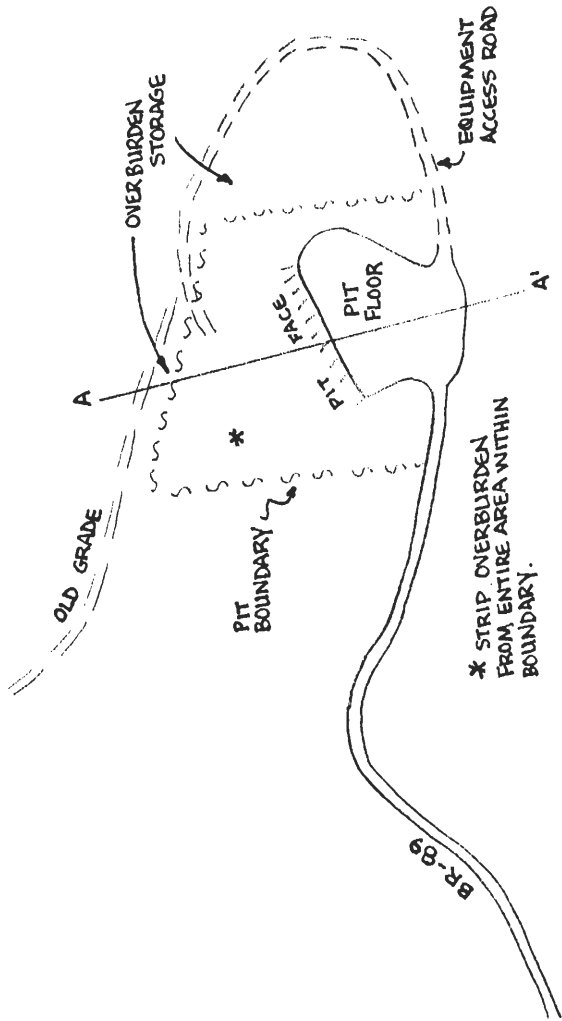 OVERBURDEN
STORAGE
EQUIPMENT
ACCESS ROAD
A
A'
PIT FACE
PIT
FLOOR
*
OLD GRADE
PIT
BOUNDARY
* STRIP OVERBURDEN
FROM ENTIRE AREA WITHIN
BOUNDARY.
BR-89